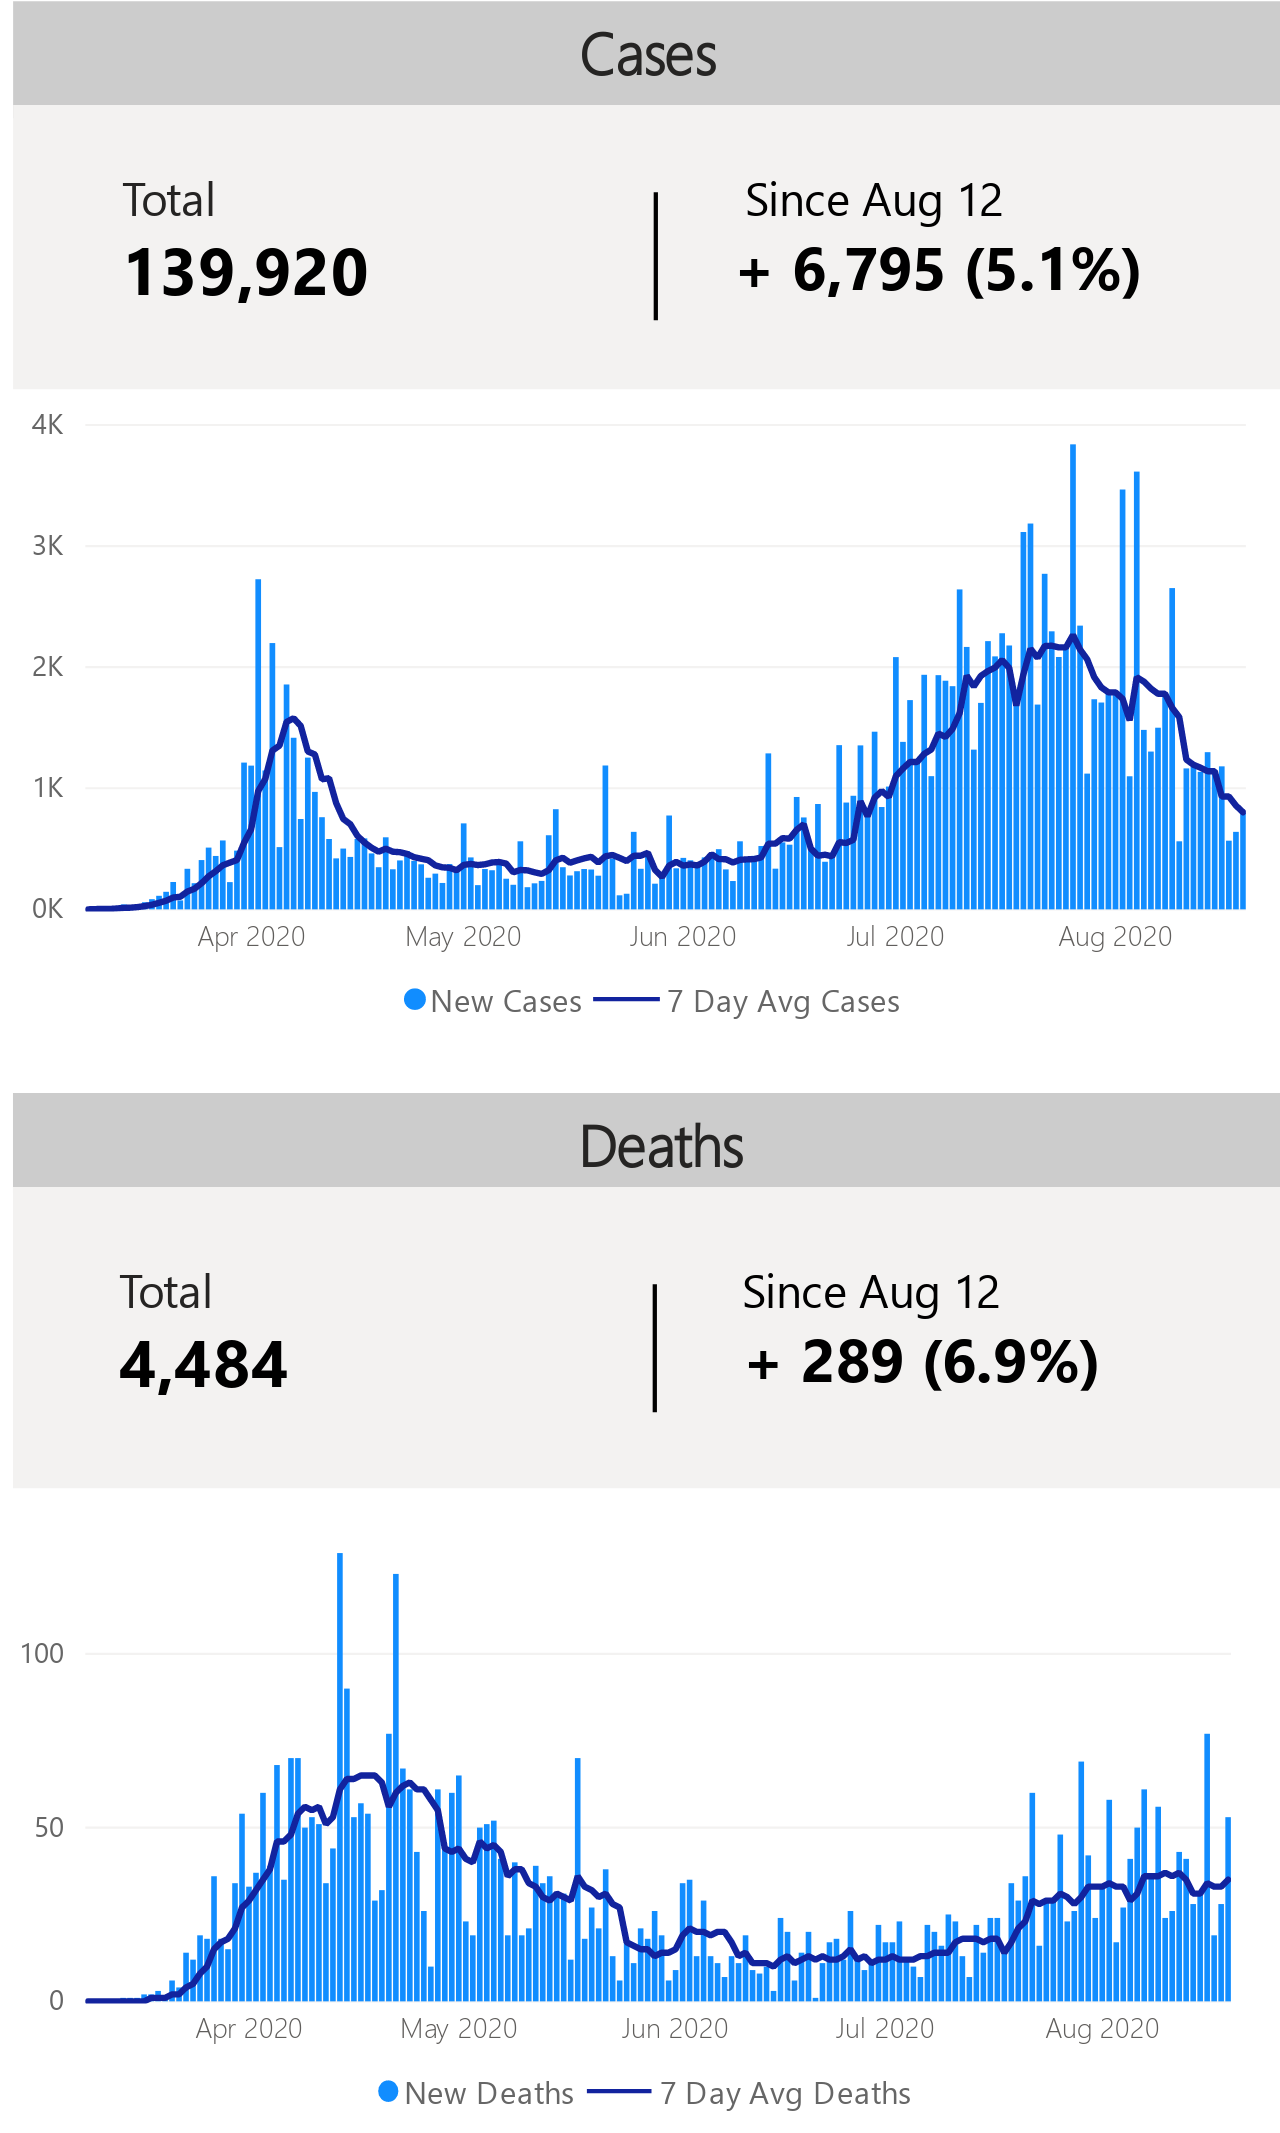 Cases
Total
Since Aug 12
139,920
+ 6,795 (5.1%)
4K
3K
2K
1K
0K
Apr 2020 May 2020 Jun 2020 Jul 2020 Aug 2020
New Cases 7 Day Avg Cases
Deaths
Total
Since Aug 12
4,484
+ 289 (6.9%)
100
50
0
Apr 2020 May 2020 Jun 2020 Jul 2020 Aug 2020
New Deaths 7 Day Avg Deaths